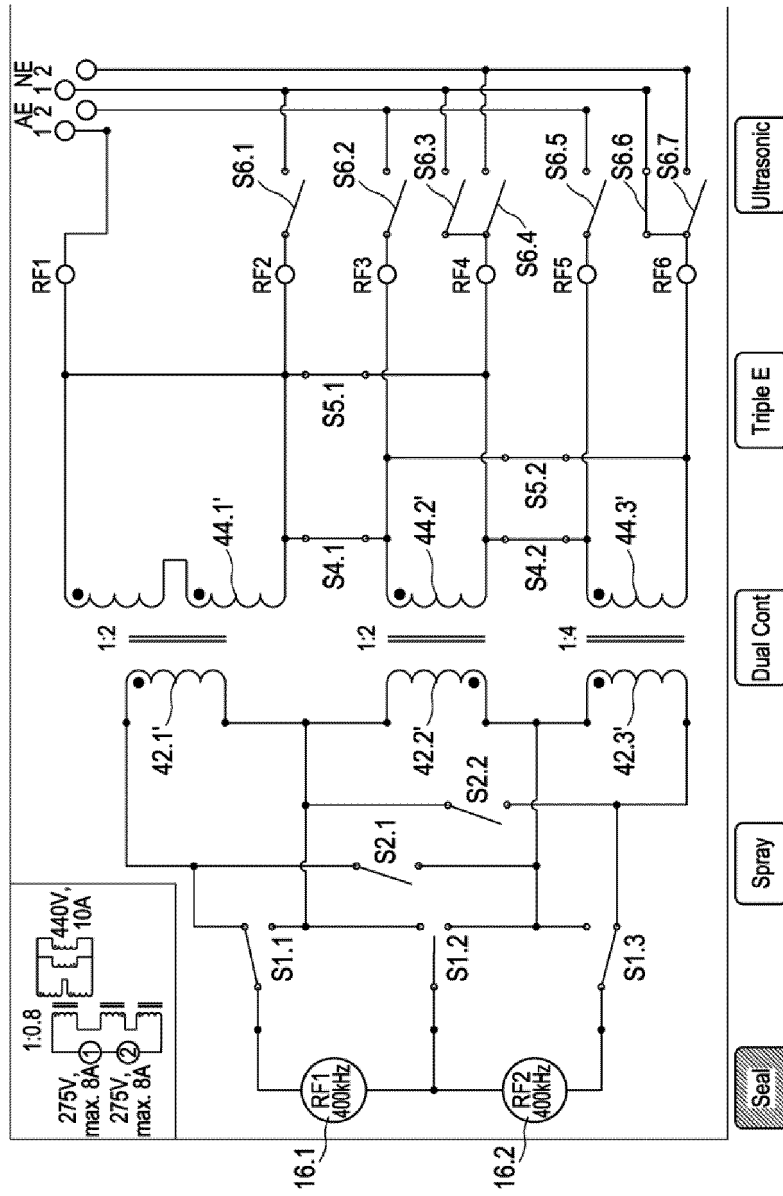 AE NE
1 2 1 2
1:0.8
275V,
max. 8A
1
275V,
max. 8A
2
440V,
10A
RF1
RF2
RF3
RF4
RF5
RF6
S6.1
S6.2
S6.3
S6.4
S6.5
S6.6
S6.7
S5.1
S5.2
S4.1
S4.2
44.1'
44.2'
44.3'
1:2
1:2
1:4
42.1'
42.2'
42.3'
S2.1
S2.2
S1.1
S1.2
S1.3
RF1
400kHz
RF2
400kHz
16.1
16.2
Seal
Spray
Dual Cont
Triple E
Ultrasonic